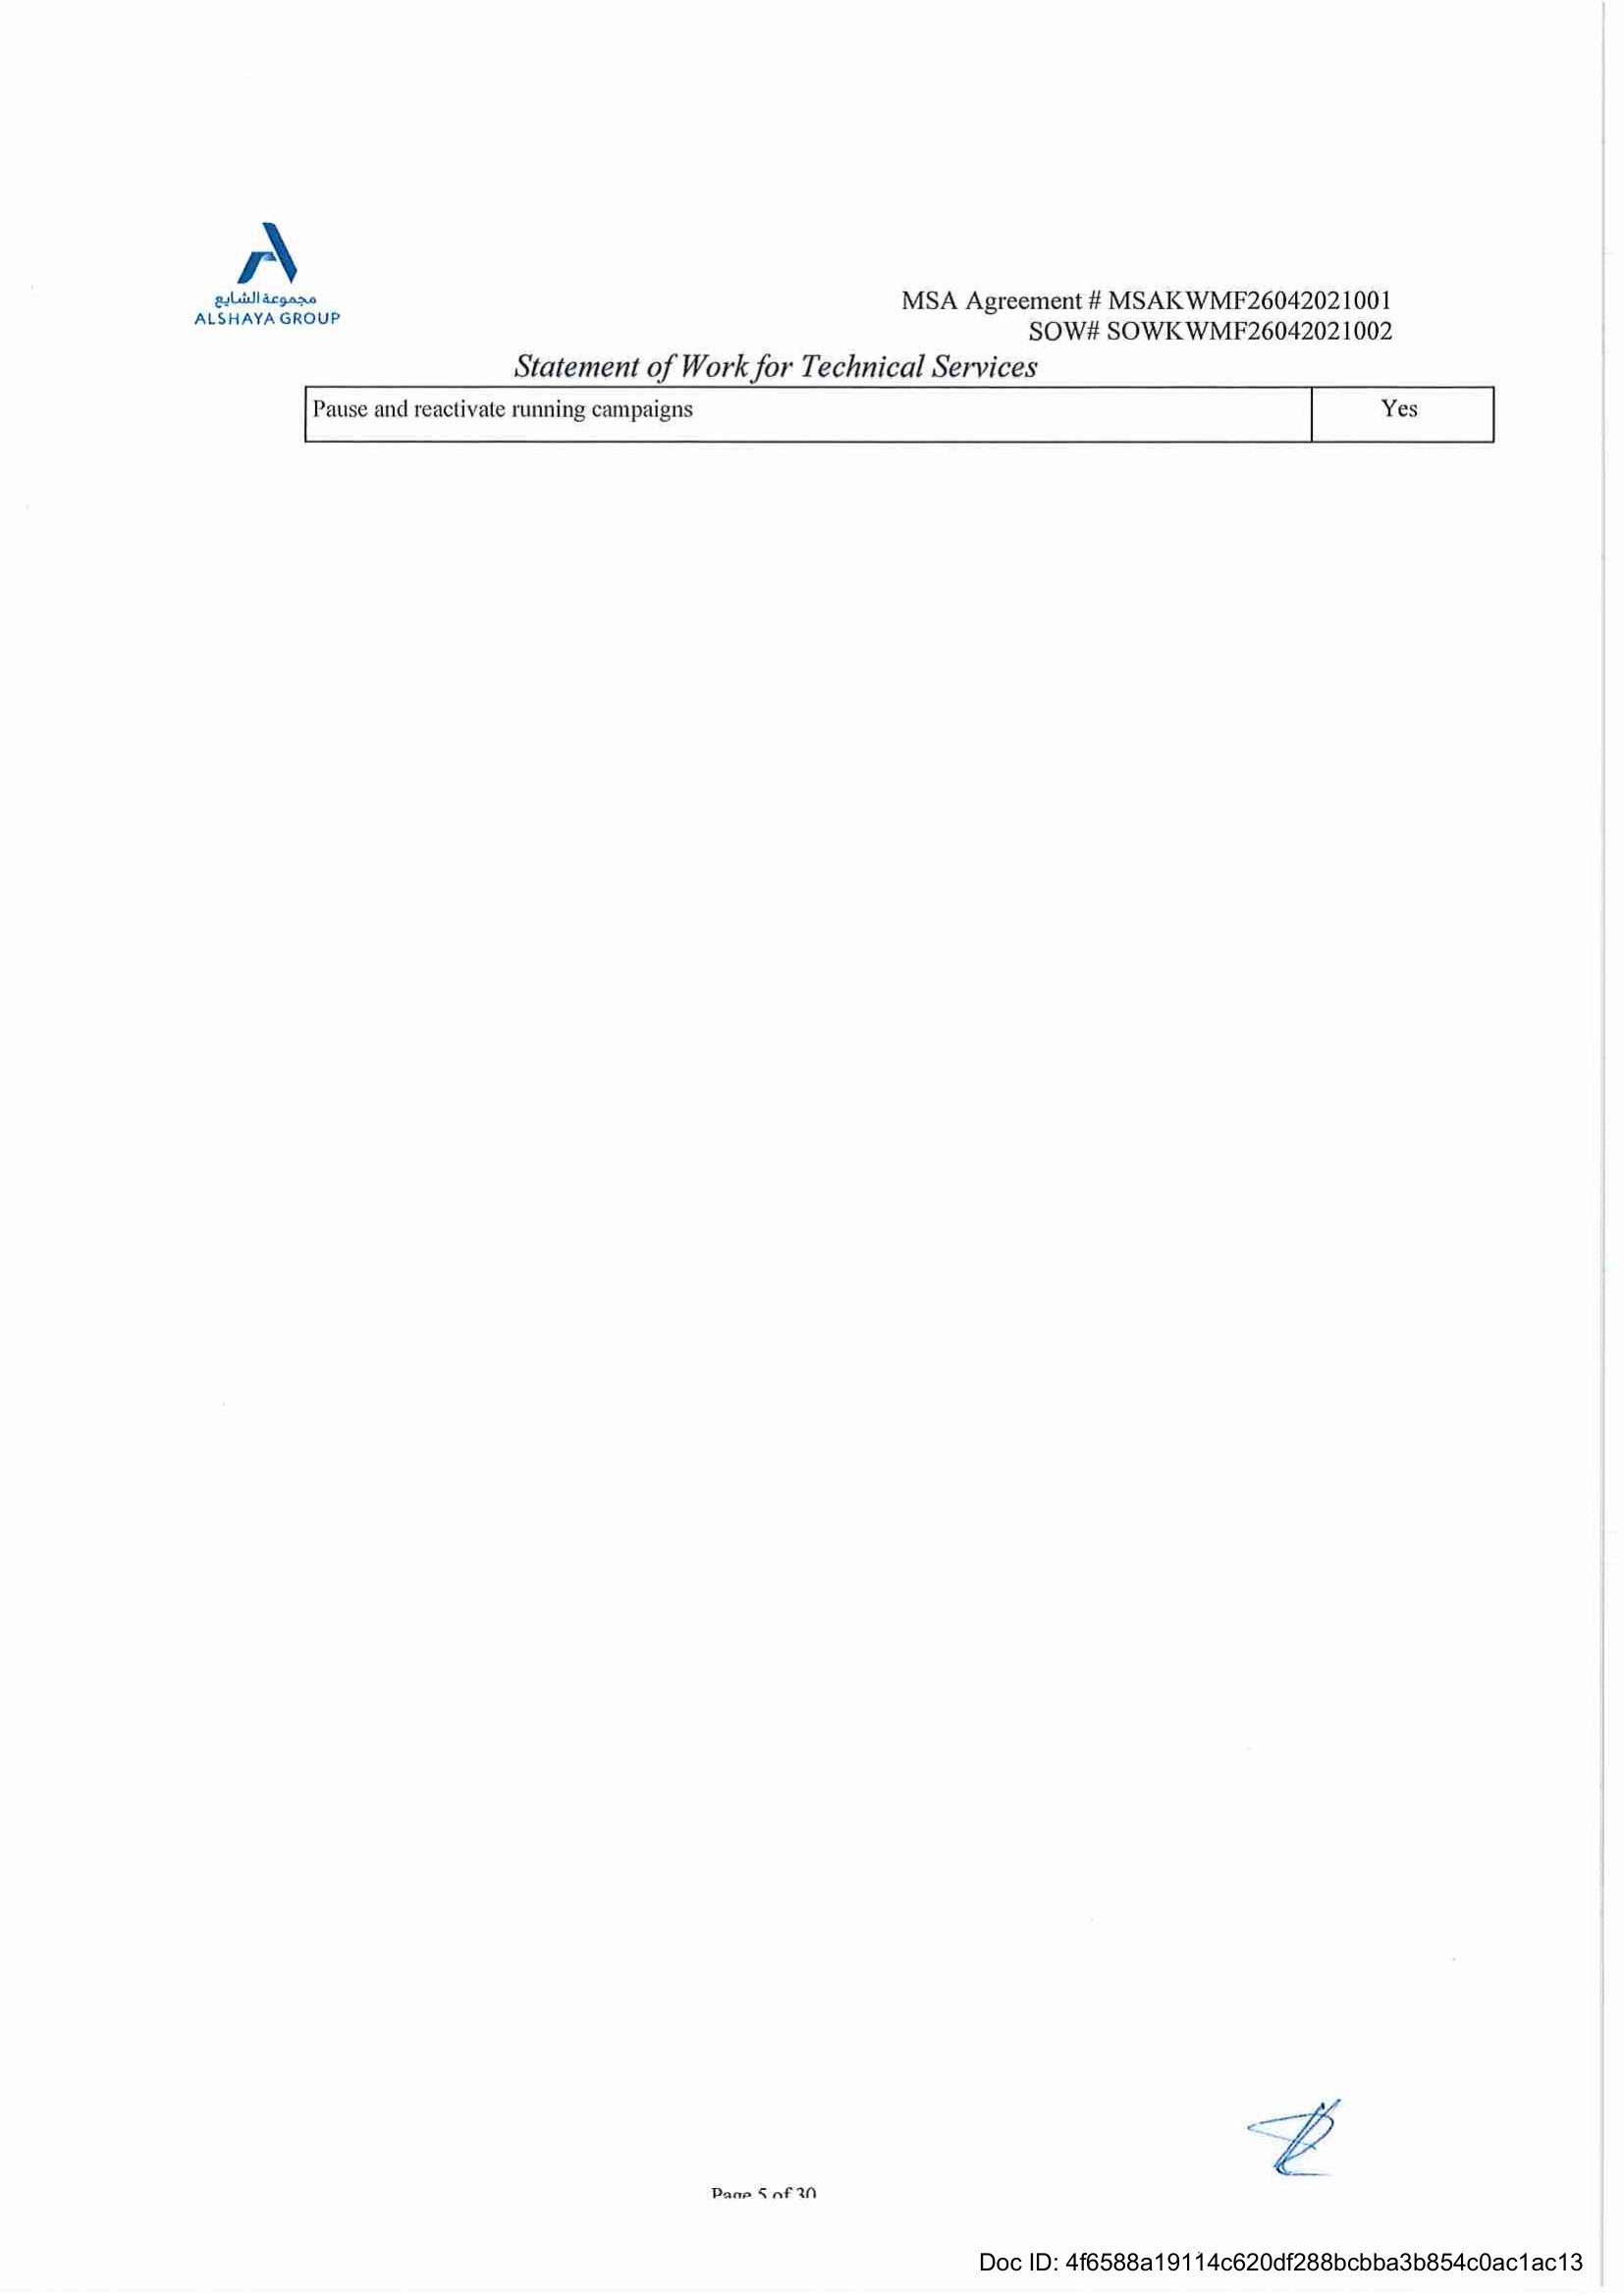 مجموعة الشايع
ALSHAYA GROUP
MSA Agreement # MSAKWMF26042021001
SOW# SOWKWMF26042021002
Statement of Work for Technical Services
Pause and reactivate running campaigns Yes
Page 5 of 30
Doc ID: 4f6588a19114c620df288bcbba3b854c0ac1ac13